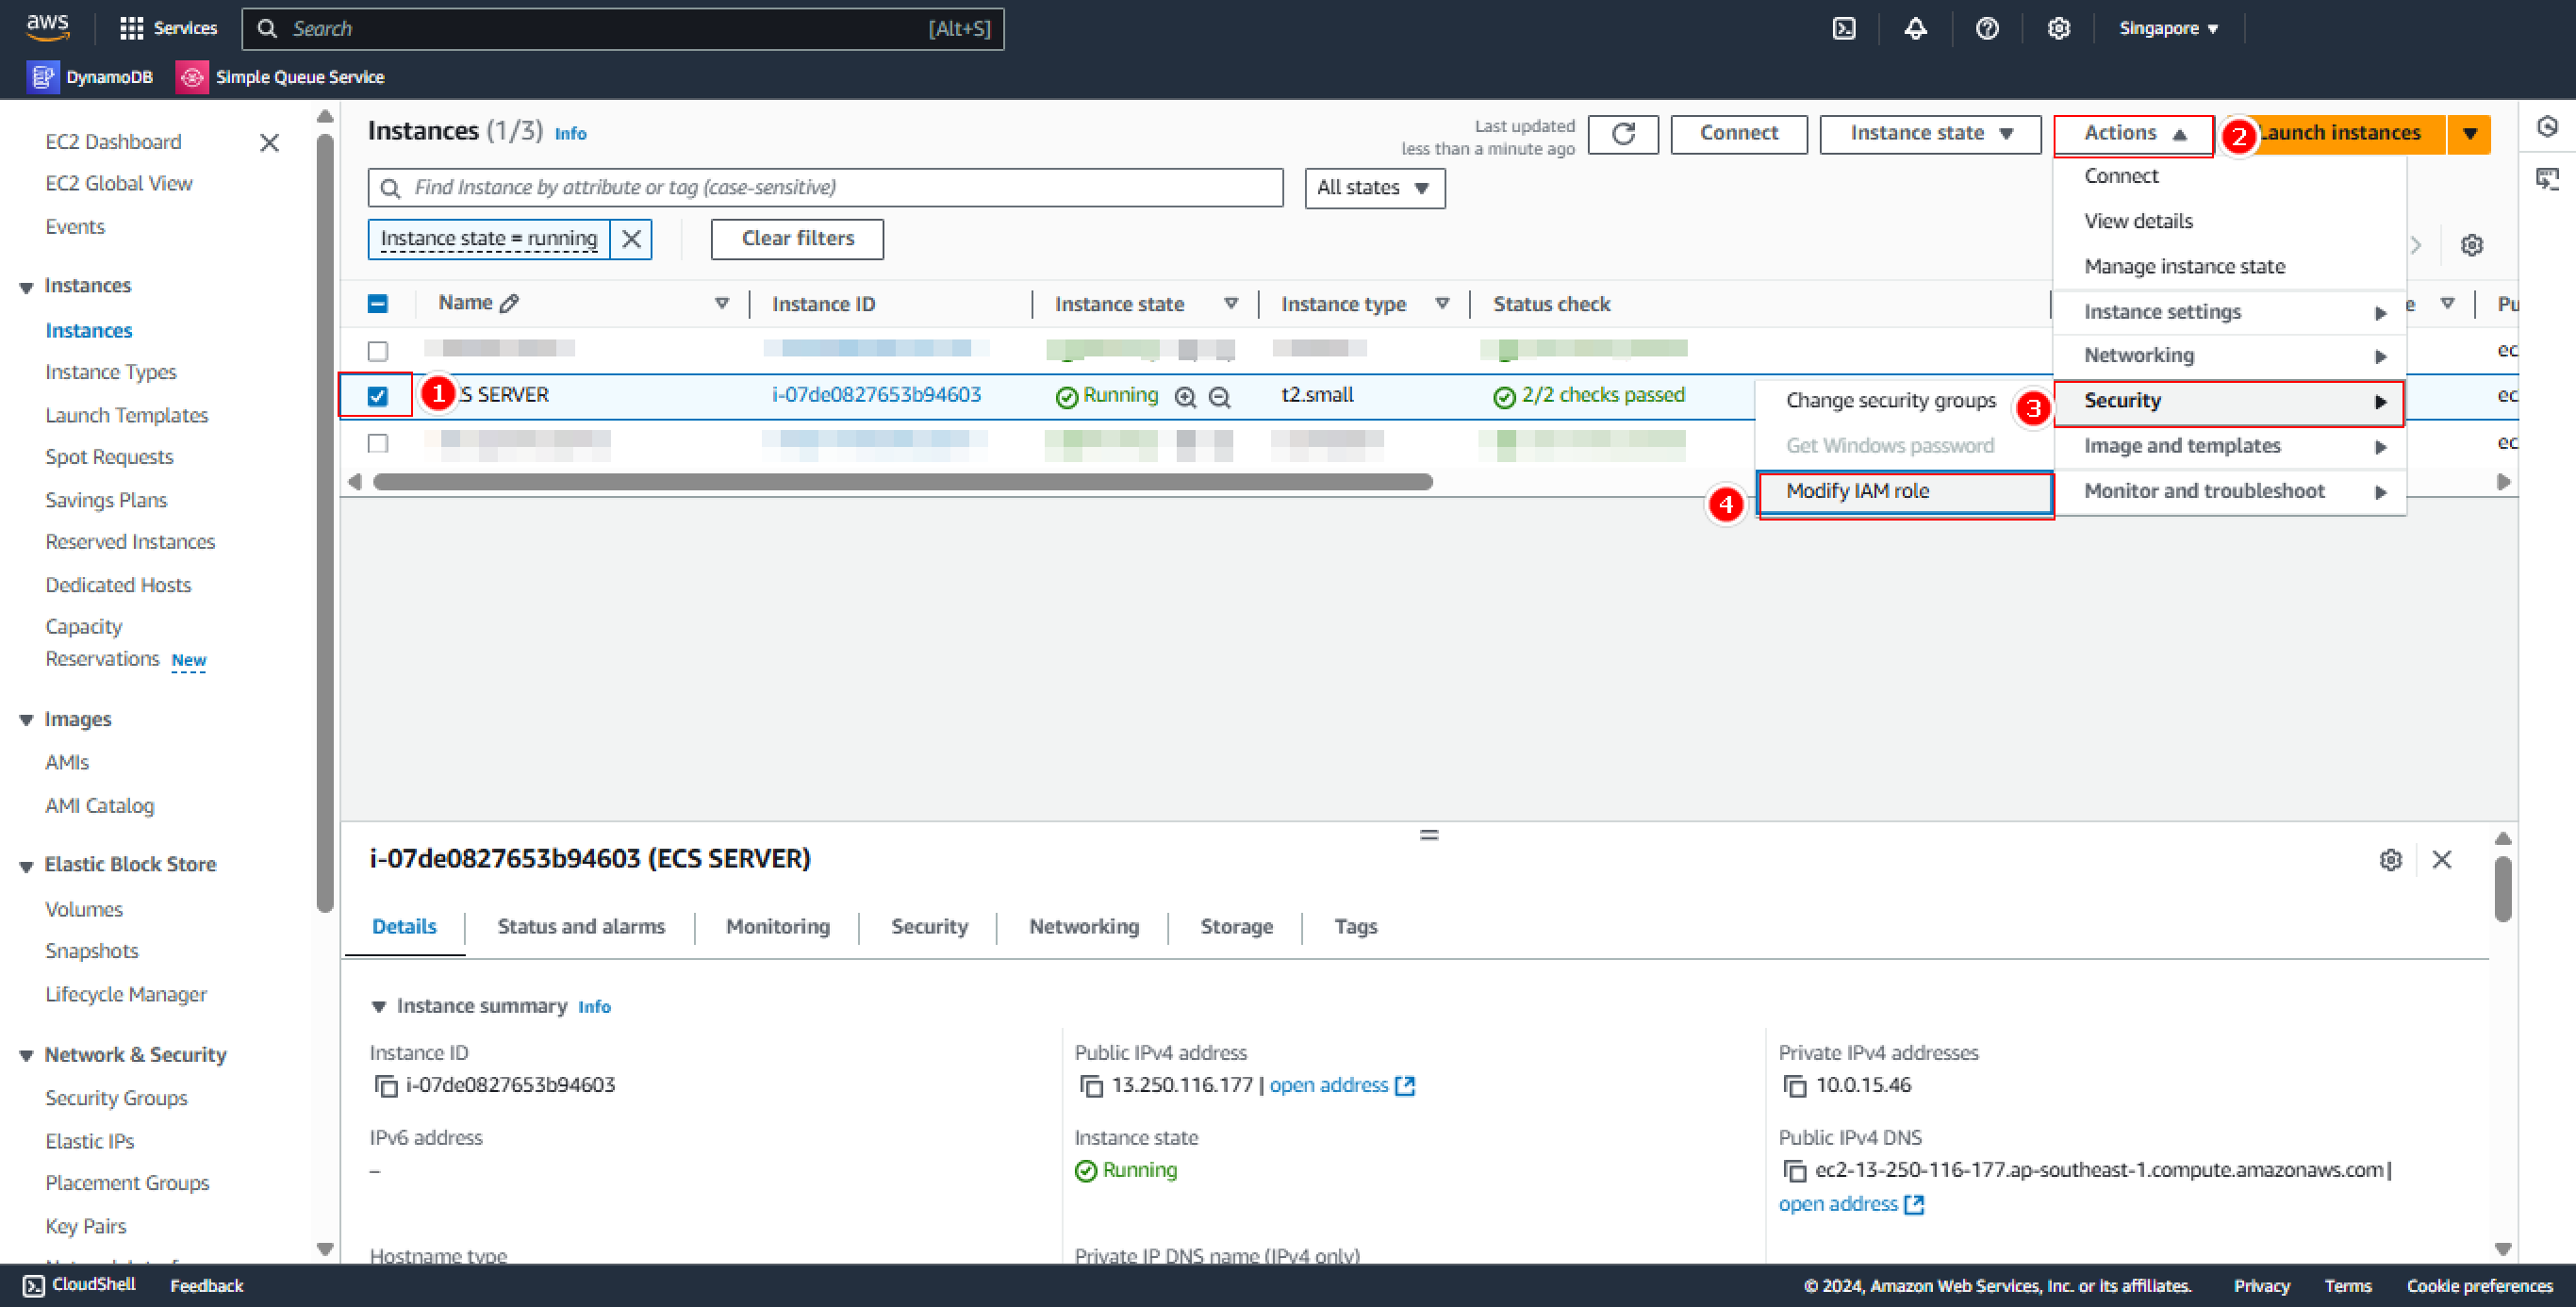 aws
Services
Search
[Alt+S]
Singapore
DynamoDB
Simple Queue Service
EC2 Dashboard
EC2 Global View
Events
Instances
Instances
Instance Types
Launch Templates
Spot Requests
Savings Plans
Reserved Instances
Dedicated Hosts
Capacity
Reservations New
Images
AMIs
AMI Catalog
Elastic Block Store
Volumes
Snapshots
Lifecycle Manager
Network & Security
Security Groups
Elastic IPs
Placement Groups
Key Pairs
Instances (1/3) Info
Last updated
less than a minute ago
Connect
Instance state
Actions
2
Launch instances
Find Instance by attribute or tag (case-sensitive)
All states
Instance state = running
Clear filters
Name
Instance ID
Instance state
Instance type
Status check
Pu
ec
1
S SERVER
i-07de0827653b94603
Running
t2.small
2/2 checks passed
ec
ec
Connect
View details
Manage instance state
Instance settings
Networking
3
Security
Image and templates
Monitor and troubleshoot
Change security groups
Get Windows password
4
Modify IAM role
i-07de0827653b94603 (ECS SERVER)
Details
Status and alarms
Monitoring
Security
Networking
Storage
Tags
Instance summary Info
Instance ID
i-07de0827653b94603
Public IPv4 address
13.250.116.177 | open address
Private IPv4 addresses
10.0.15.46
IPv6 address
–
Instance state
Running
Public IPv4 DNS
ec2-13-250-116-177.ap-southeast-1.compute.amazonaws.com |
open address
Hostname type
Private IP DNS name (IPv4 only)
CloudShell
Feedback
© 2024, Amazon Web Services, Inc. or its affiliates.
Privacy
Terms
Cookie preferences